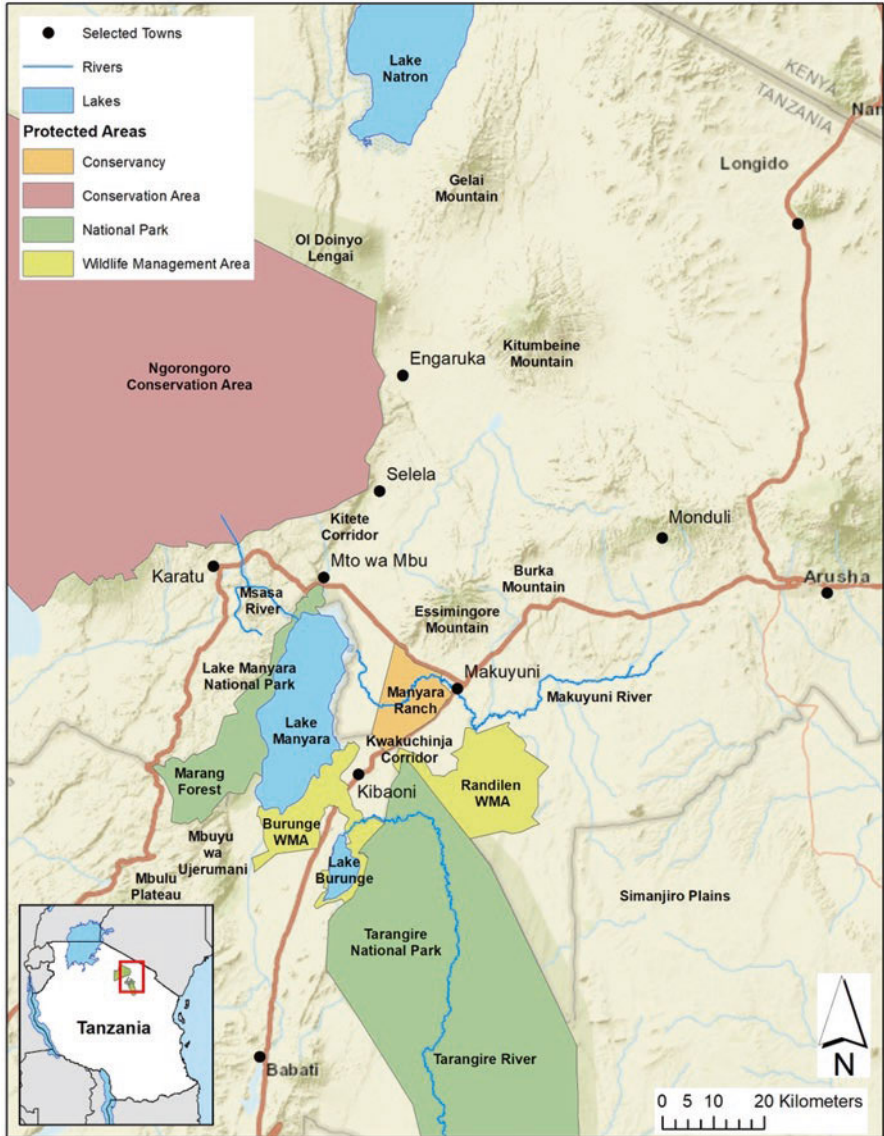 Selected Towns
Rivers
Lakes
Protected Areas
Conservancy
Conservation Area
National Park
Wildlife Management Area
Lake
Natron
KENYA
TANZANIA
Nam
Longido
Gelai
Mountain
Ol Doinyo
Lengai
Kitumbeine
Mountain
Ngorongoro
Conservation Area
Engaruka
Selela
Kitete
Corridor
Monduli
Mto wa Mbu
Karatu
Burka
Mountain
Arusha
Msasa
River
Essimingore
Mountain
Lake Manyara
National Park
Makuyuni
Manyara
Ranch
Makuyuni River
Lake
Manyara
Kwakuchinja
Corridor
Marang
Forest
Kibaoni
Randilen
WMA
Burunge
WMA
Mbuyu
wa
Ujerumani
Mbulu
Plateau
Lake
Burunge
Simanjiro Plains
Tarangire
National Park
Tanzania
Babati
Tarangire River
N
0 5 10 20 Kilometers